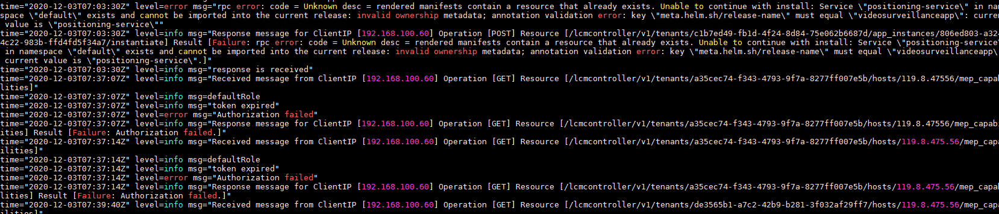 time="2020-12-03T07:03:30Z" level=error msg="rpc error: code = Unknown desc = rendered manifests contain a resource that already exists. Unable to continue with install: Service \"positioning-service\" in na
space \"default\" exists and cannot be imported into the current release: invalid ownership metadata; annotation validation error: key \"meta.helm.sh/release-name\" must equal \"videosurveillanceapp\": curre
value is \"positioning-service\""
time="2020-12-03T07:03:30Z" level=info msg="Response message for ClientIP [192.168.100.60] Operation [POST] Resource [/lcmcontroller/v1/tenants/c1b7ed49-fb1d-4f24-8d84-75e062b6687d/app_instances/806ed803-a324
4c22-983b-ffd4fd5f34a7/instantiate] Result [Failure: rpc error: code = Unknown desc = rendered manifests contain a resource that already exists. Unable to continue with install: Service \"positioning-service\"
in namespace \"default\" exists and cannot be imported into the current release: invalid ownership metadata; annotation validation error: key \"meta.helm.sh/release-name\" must equal \"videosurveillanceapp\
current value is \"positioning-service\".]"
time="2020-12-03T07:03:30Z" level=info msg="response is received"
time="2020-12-03T07:37:07Z" level=info msg="Received message from ClientIP [192.168.100.60] Operation [GET] Resource [/lcmcontroller/v1/tenants/a35cec74-f343-4793-9f7a-8277ff007e5b/hosts/119.8.47556/mep_capab
lities]"
time="2020-12-03T07:37:07Z" level=info msg=defaultRole
time="2020-12-03T07:37:07Z" level=info msg="token expired"
time="2020-12-03T07:37:07Z" level=error msg="Authorization failed"
time="2020-12-03T07:37:07Z" level=info msg="Response message for ClientIP [192.168.100.60] Operation [GET] Resource [/lcmcontroller/v1/tenants/a35cec74-f343-4793-9f7a-8277ff007e5b/hosts/119.8.47556/mep_capabi
ities] Result [Failure: Authorization failed.]"
time="2020-12-03T07:37:14Z" level=info msg="Received message from ClientIP [192.168.100.60] Operation [GET] Resource [/lcmcontroller/v1/tenants/a35cec74-f343-4793-9f7a-8277ff007e5b/hosts/119.8.475.56/mep_capa
ilities]"
time="2020-12-03T07:37:14Z" level=info msg=defaultRole
time="2020-12-03T07:37:14Z" level=info msg="token expired"
time="2020-12-03T07:37:14Z" level=error msg="Authorization failed"
time="2020-12-03T07:37:14Z" level=info msg="Response message for ClientIP [192.168.100.60] Operation [GET] Resource [/lcmcontroller/v1/tenants/a35cec74-f343-4793-9f7a-8277ff007e5b/hosts/119.8.475.56/mep_capab
lities] Result [Failure: Authorization failed.]"
time="2020-12-03T07:39:40Z" level=info msg="Received message from ClientIP [192.168.100.60] Operation [GET] Resource [/lcmcontroller/v1/tenants/de3565b1-a7c2-42b9-b281-3f032af29ff7/hosts/119.8.475.56/mep_capa
ilities]"